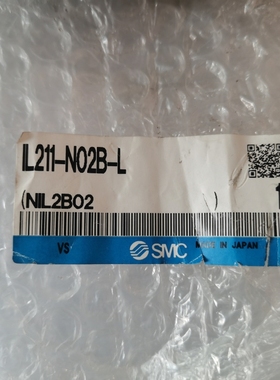 IL211-N02B-L
(NIL2B02 )
VS SMC MADE IN JAPAN